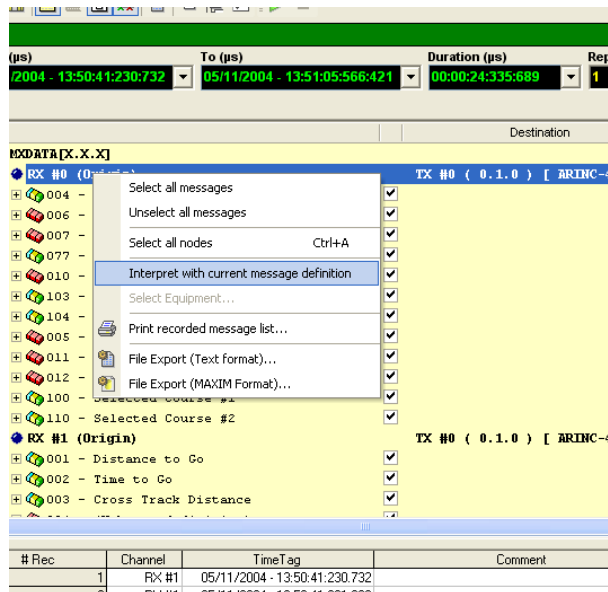 (µs) To (µs) Duration (µs) Rep
/2004 - 13:50:41:230:732 05/11/2004 - 13:51:05:566:421 00:00:24:335:689 1
Destination
MXDATA[X.X.X]
RX #0 (Or TX #0 ( 0.1.0 ) [ ARINC-4
004 -
006 -
007 -
077 -
010 -
103 -
104 -
005 -
011 -
012 -
Select all messages
Unselect all messages
Select all nodes Ctrl+A
Interpret with current message definition
Select Equipment...
Print recorded message list...
File Export (Text format)...
File Export (MAXIM Format)...
100 - Selected Course #1
110 - Selected Course #2
RX #1 (Origin) TX #0 ( 0.1.0 ) [ ARINC-4
001 - Distance to Go
002 - Time to Go
003 - Cross Track Distance
# Rec Channel TimeTag Comment
1 RX #1 05/11/2004 - 13:50:41:230.732